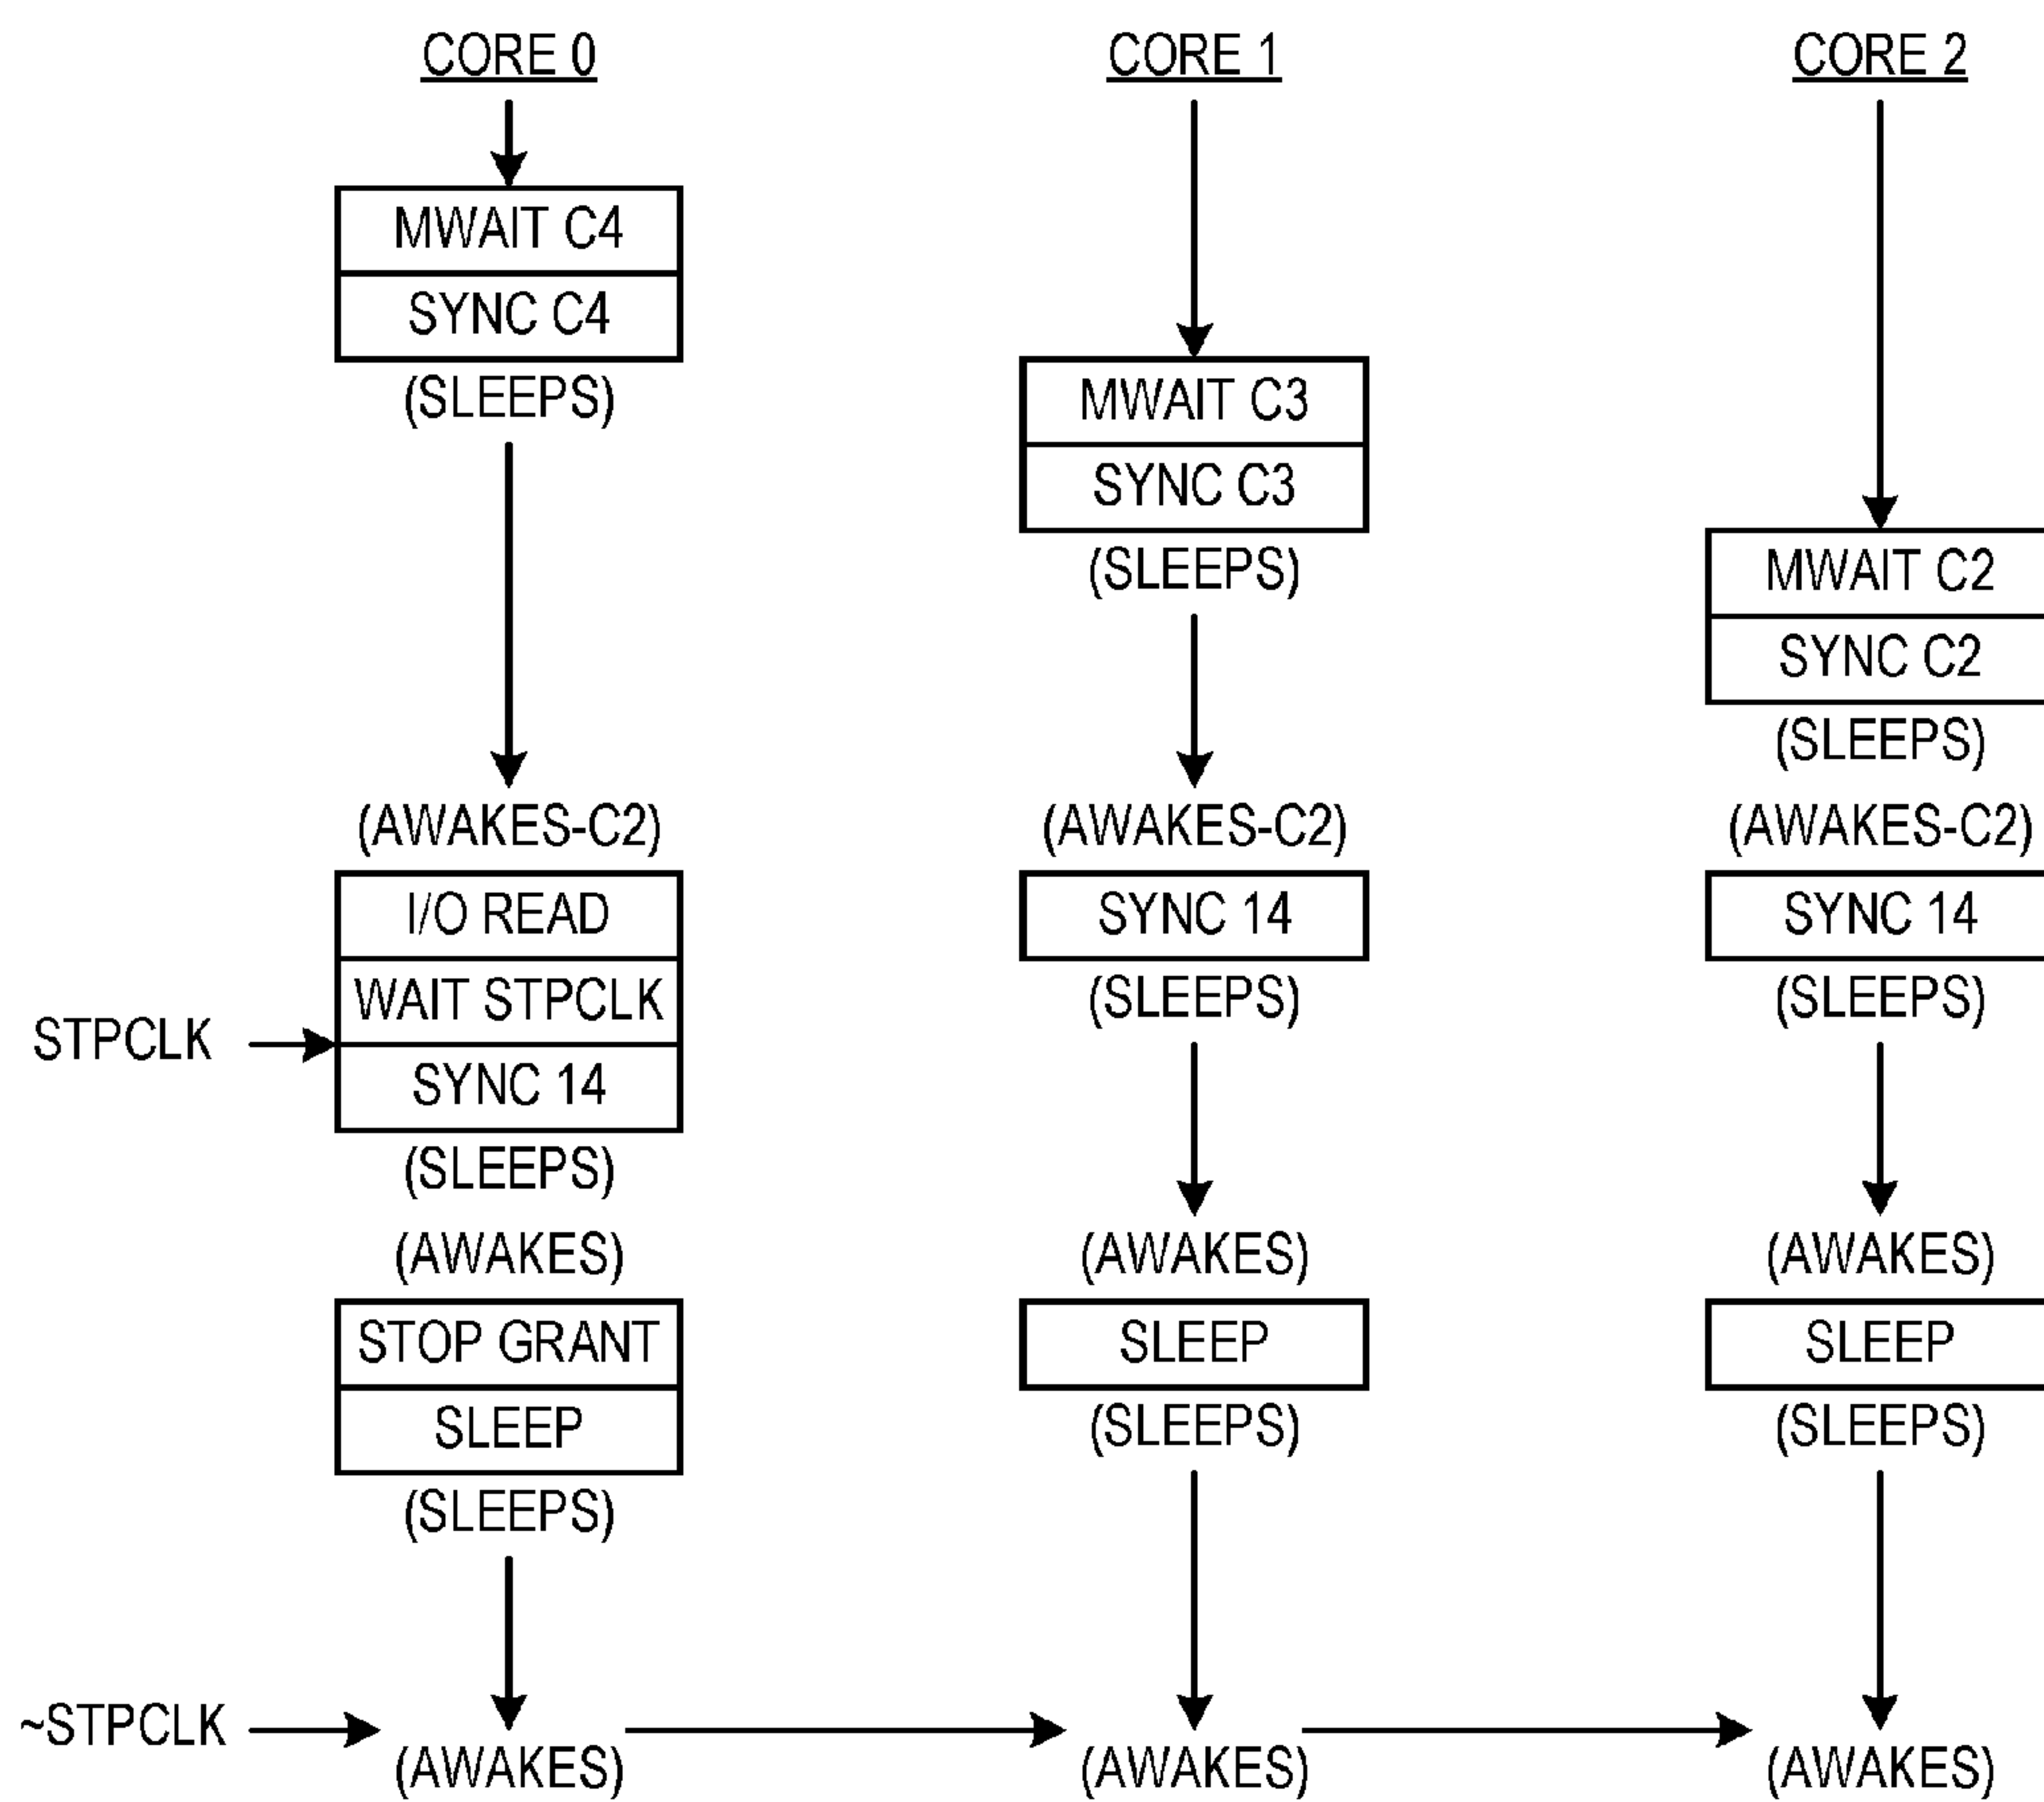 CORE 0
CORE 1
CORE 2
MWAIT C4
SYNC C4
(SLEEPS)
MWAIT C3
SYNC C3
(SLEEPS)
MWAIT C2
SYNC C2
(SLEEPS)
(AWAKES-C2)
(AWAKES-C2)
(AWAKES-C2)
I/O READ
SYNC 14
SYNC 14
WAIT STPCLK
(SLEEPS)
(SLEEPS)
STPCLK
SYNC 14
(SLEEPS)
(AWAKES)
(AWAKES)
(AWAKES)
STOP GRANT
SLEEP
SLEEP
SLEEP
(SLEEPS)
(SLEEPS)
(SLEEPS)
~STPCLK
(AWAKES)
(AWAKES)
(AWAKES)